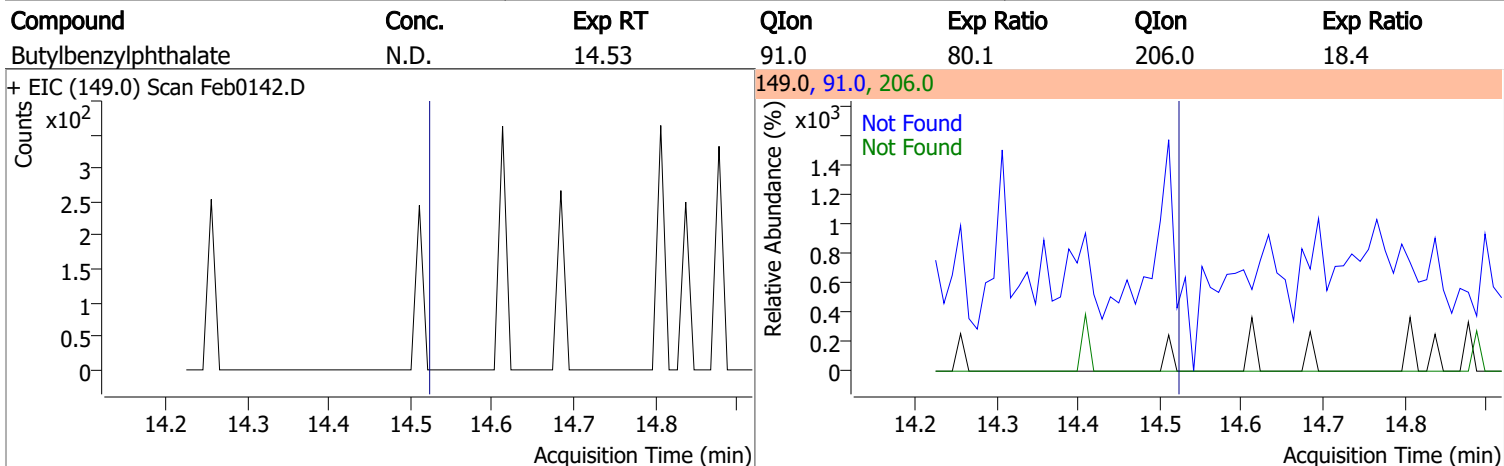 Compound Conc. Exp RT QIon Exp Ratio QIon Exp Ratio
Butylbenzylphthalate N.D. 14.53 91.0 80.1 206.0 18.4
+ EIC (149.0) Scan Feb0142.D
Counts
x10²
3
2.5
2
1.5
1
0.5
0
14.2 14.3 14.4 14.5 14.6 14.7 14.8
Acquisition Time (min)
149.0, 91.0, 206.0
Relative Abundance (%)
x10³
Not Found
Not Found
1.4
1.2
1
0.8
0.6
0.4
0.2
0
14.2 14.3 14.4 14.5 14.6 14.7 14.8
Acquisition Time (min)